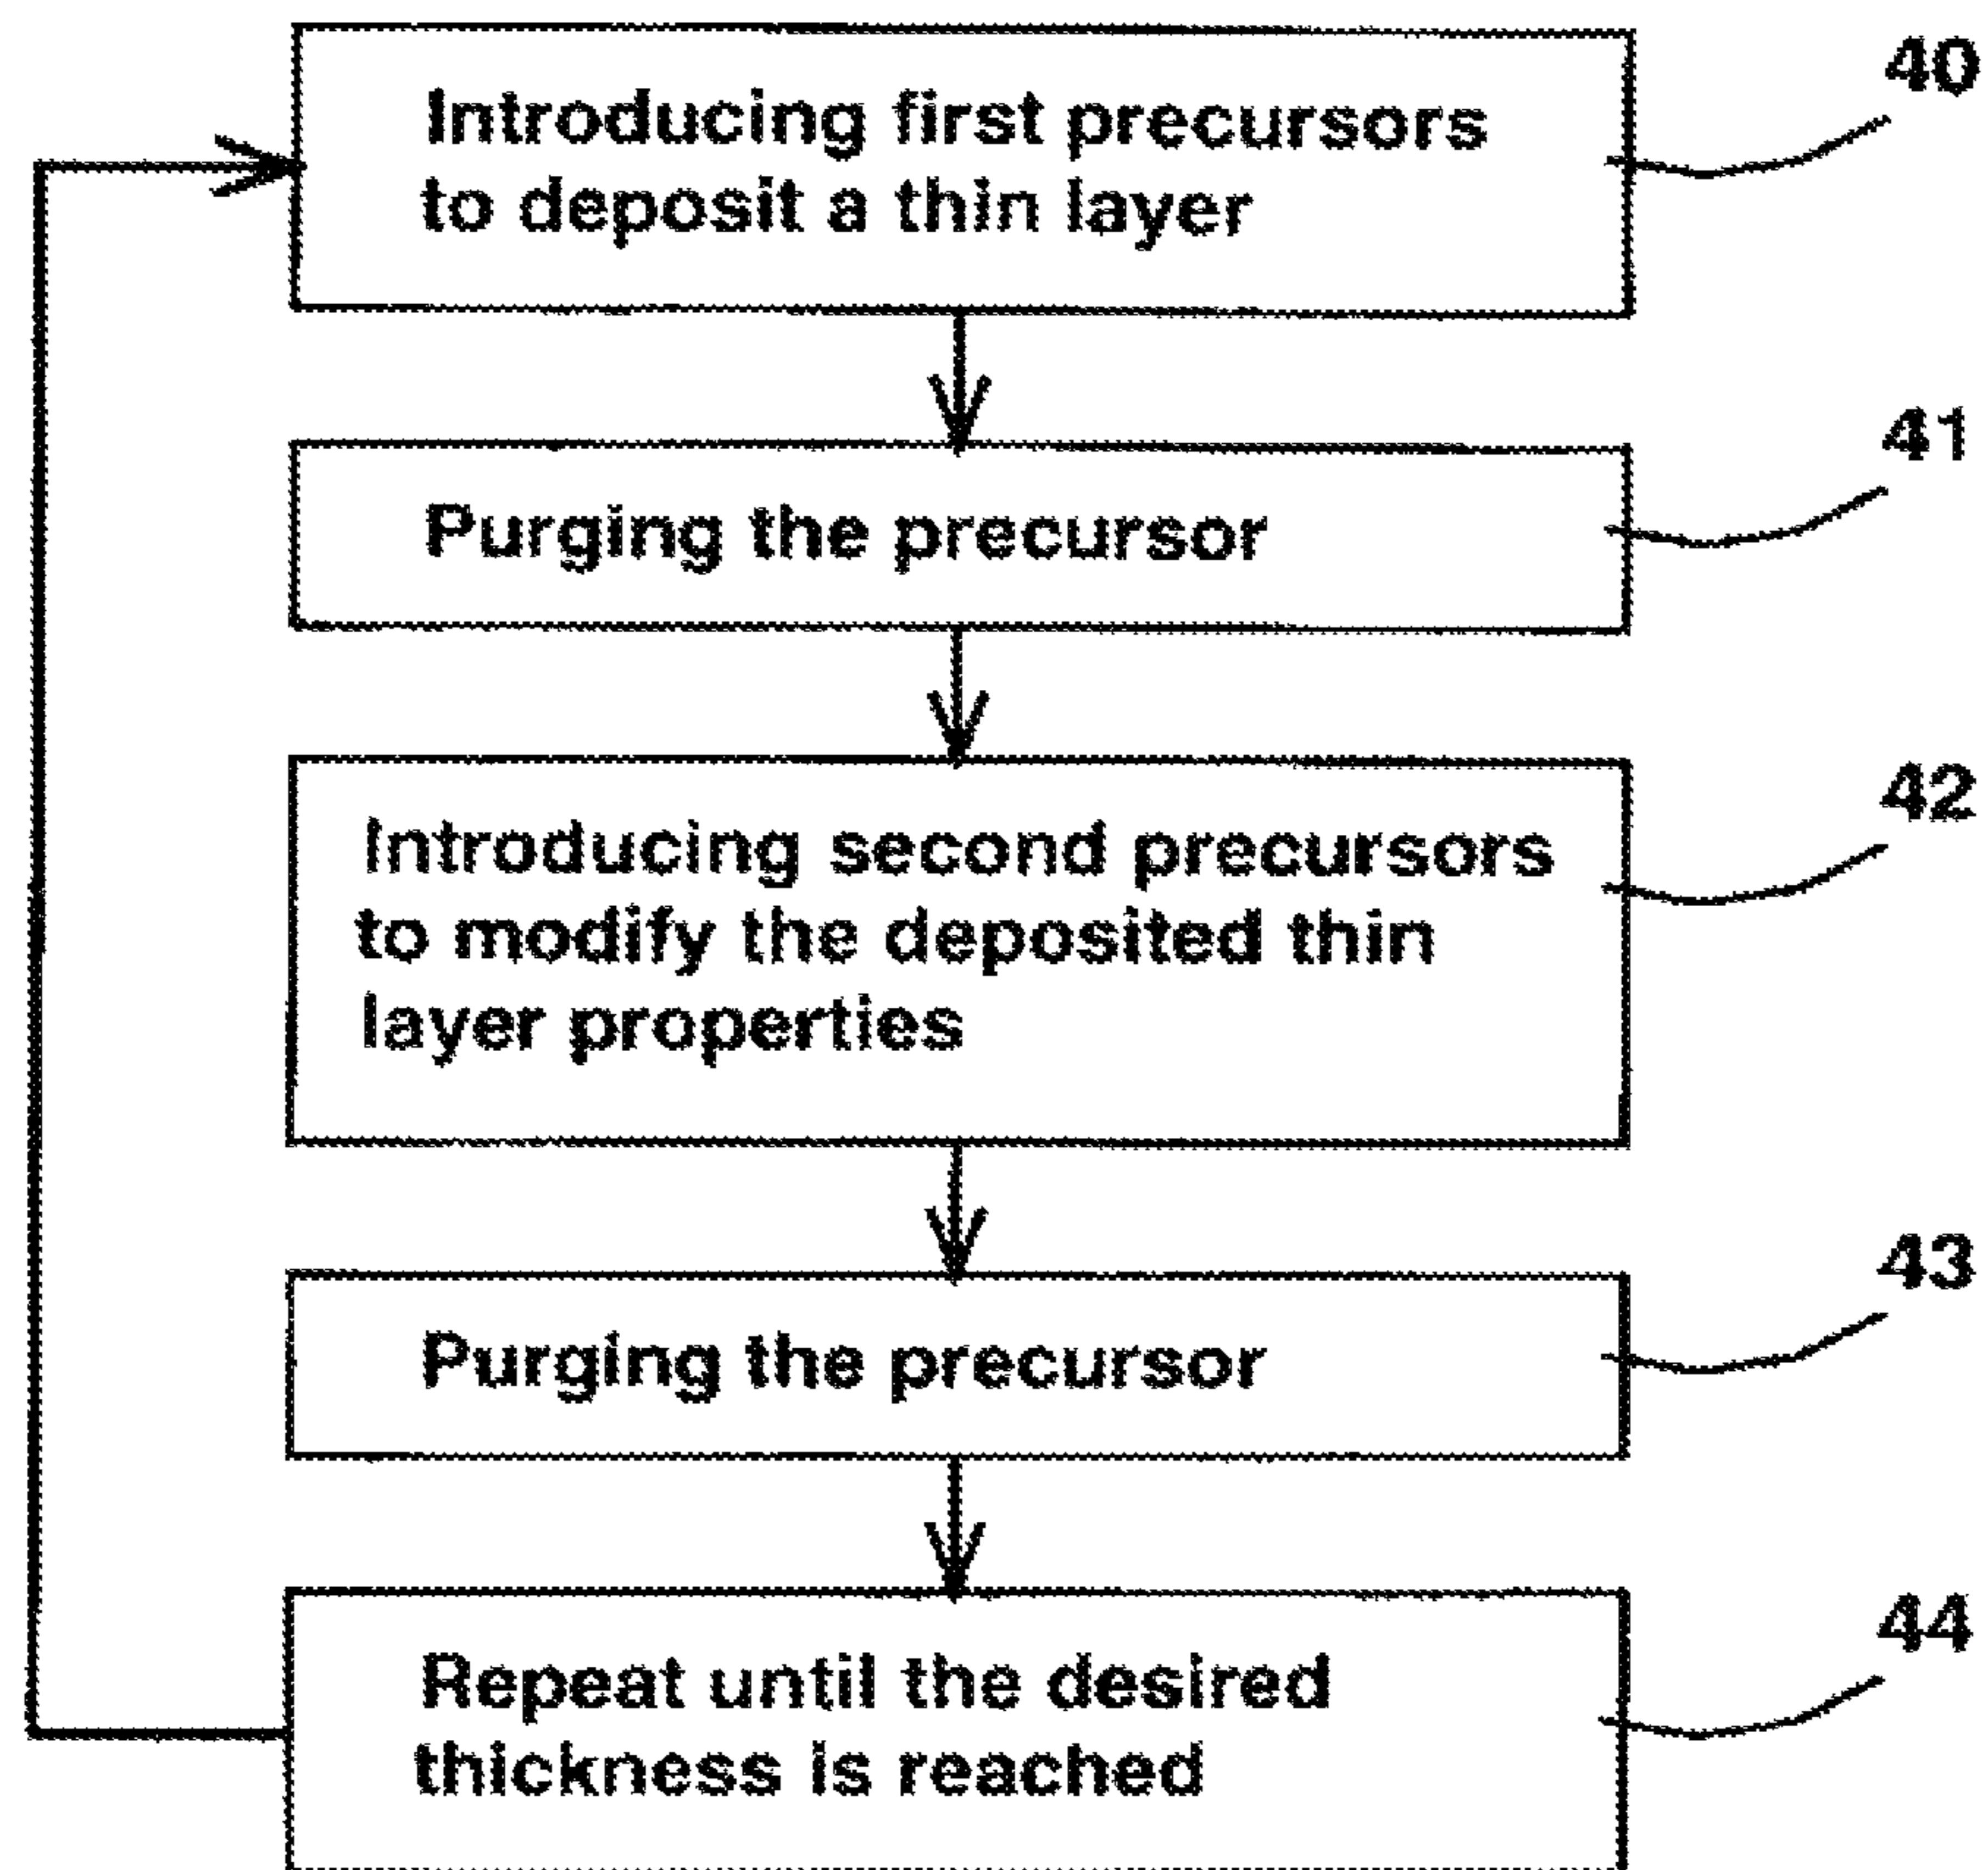 Introducing first precursors
to deposit a thin layer
40
Purging the precursor
41
Introducing second precursors
to modify the deposited thin
layer properties
42
Purging the precursor
43
Repeat until the desired
thickness is reached
44